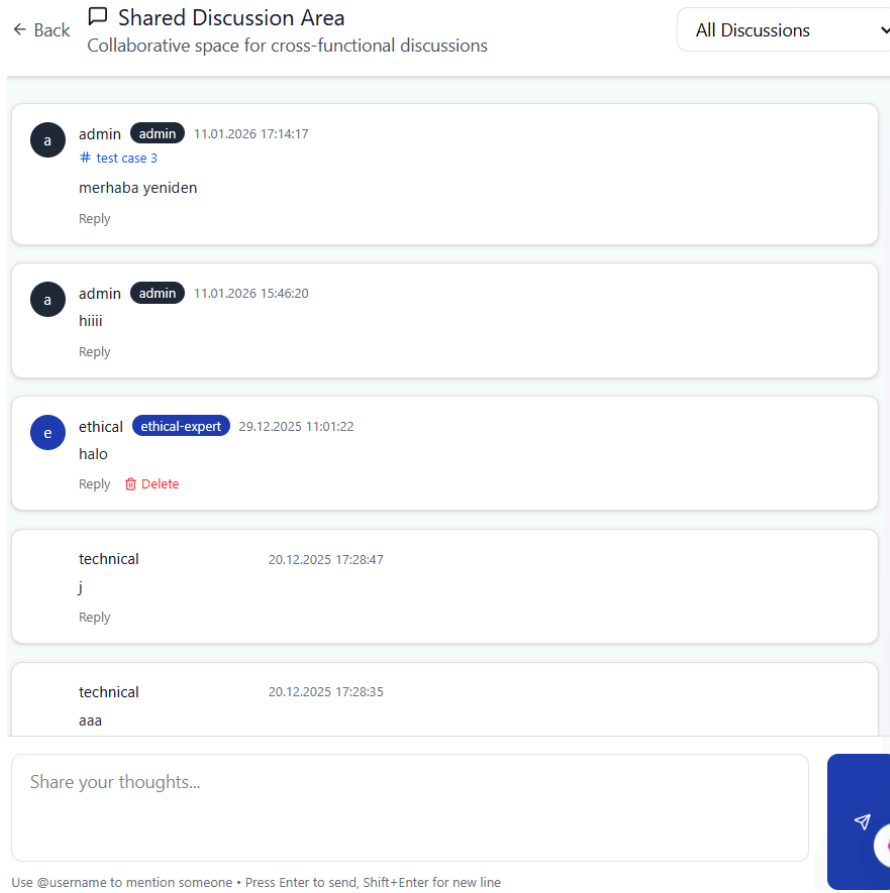 Back
Shared Discussion Area
Collaborative space for cross-functional discussions
All Discussions
a
admin admin 11.01.2026 17:14:17
# test case 3
merhaba yeniden
Reply
a
admin admin 11.01.2026 15:46:20
hiiii
Reply
e
ethical ethical-expert 29.12.2025 11:01:22
halo
Reply Delete
technical 20.12.2025 17:28:47
j
Reply
technical 20.12.2025 17:28:35
aaa
Share your thoughts...
Use @username to mention someone • Press Enter to send, Shift+Enter for new line